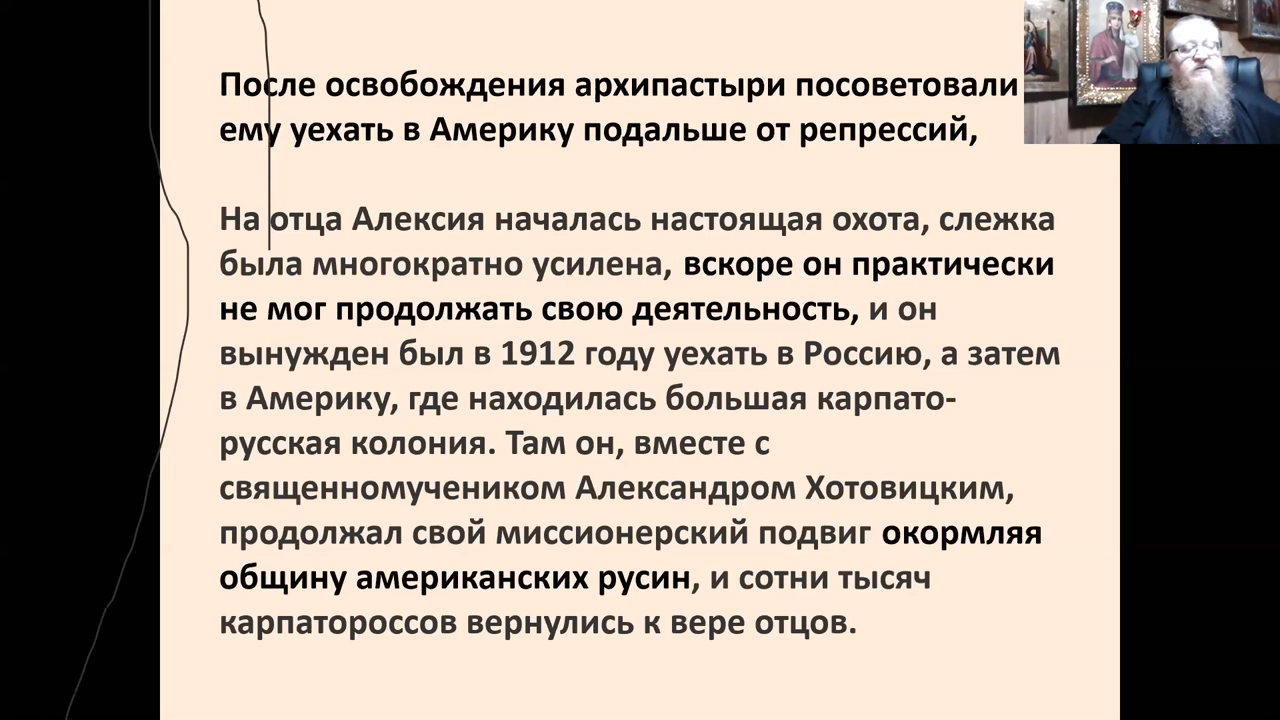 После освобождения архипастыри посоветовали
ему уехать в Америку подальше от репрессий,
На отца Алексия началась настоящая охота, слежка
была многократно усилена, вскоре он практически
не мог продолжать свою деятельность, и он
вынужден был в 1912 году уехать в Россию, а затем
в Америку, где находилась большая карпато-
русская колония. Там он, вместе с
священномучеником Александром Хотовицким,
продолжал свой миссионерский подвиг окормляя
общину американских русин, и сотни тысяч
карпатороссов вернулись к вере отцов.